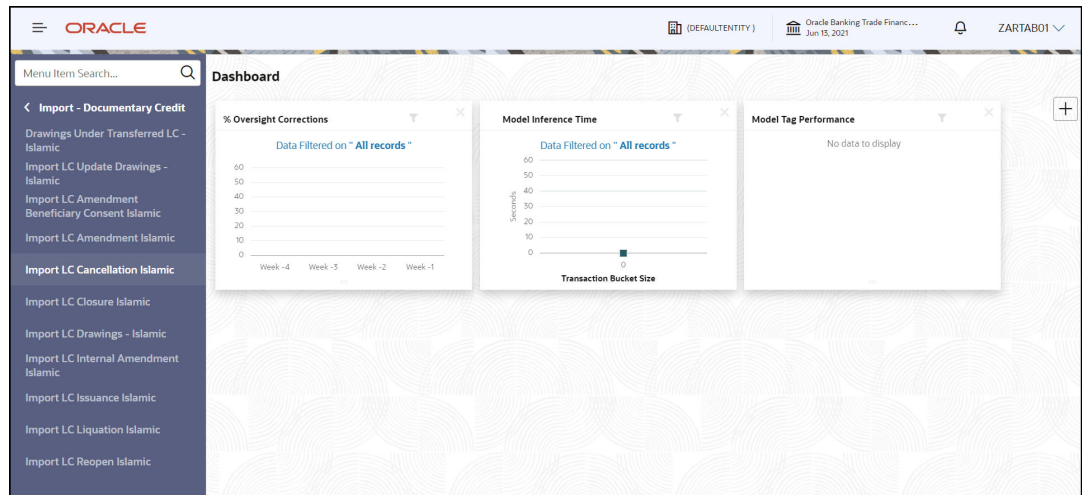 ORACLE
(DEFAULTENTITY)
Oracle Banking Trade Financ...
Jun 13, 2021
ZARTAB01
Menu Item Search...
Import - Documentary Credit
Drawings Under Transferred LC -
Islamic
Import LC Update Drawings -
Islamic
Import LC Amendment
Beneficiary Consent Islamic
Import LC Amendment Islamic
Import LC Cancellation Islamic
Import LC Closure Islamic
Import LC Drawings - Islamic
Import LC Internal Amendment
Islamic
Import LC Issuance Islamic
Import LC Liquation Islamic
Import LC Reopen Islamic
Dashboard
% Oversight Corrections
Data Filtered on " All records "
60
50
40
30
20
10
0
Week -4 Week -3 Week -2 Week -1
Model Inference Time
Data Filtered on " All records "
Seconds
60
50
40
30
20
10
0
0
Transaction Bucket Size
Model Tag Performance
No data to display